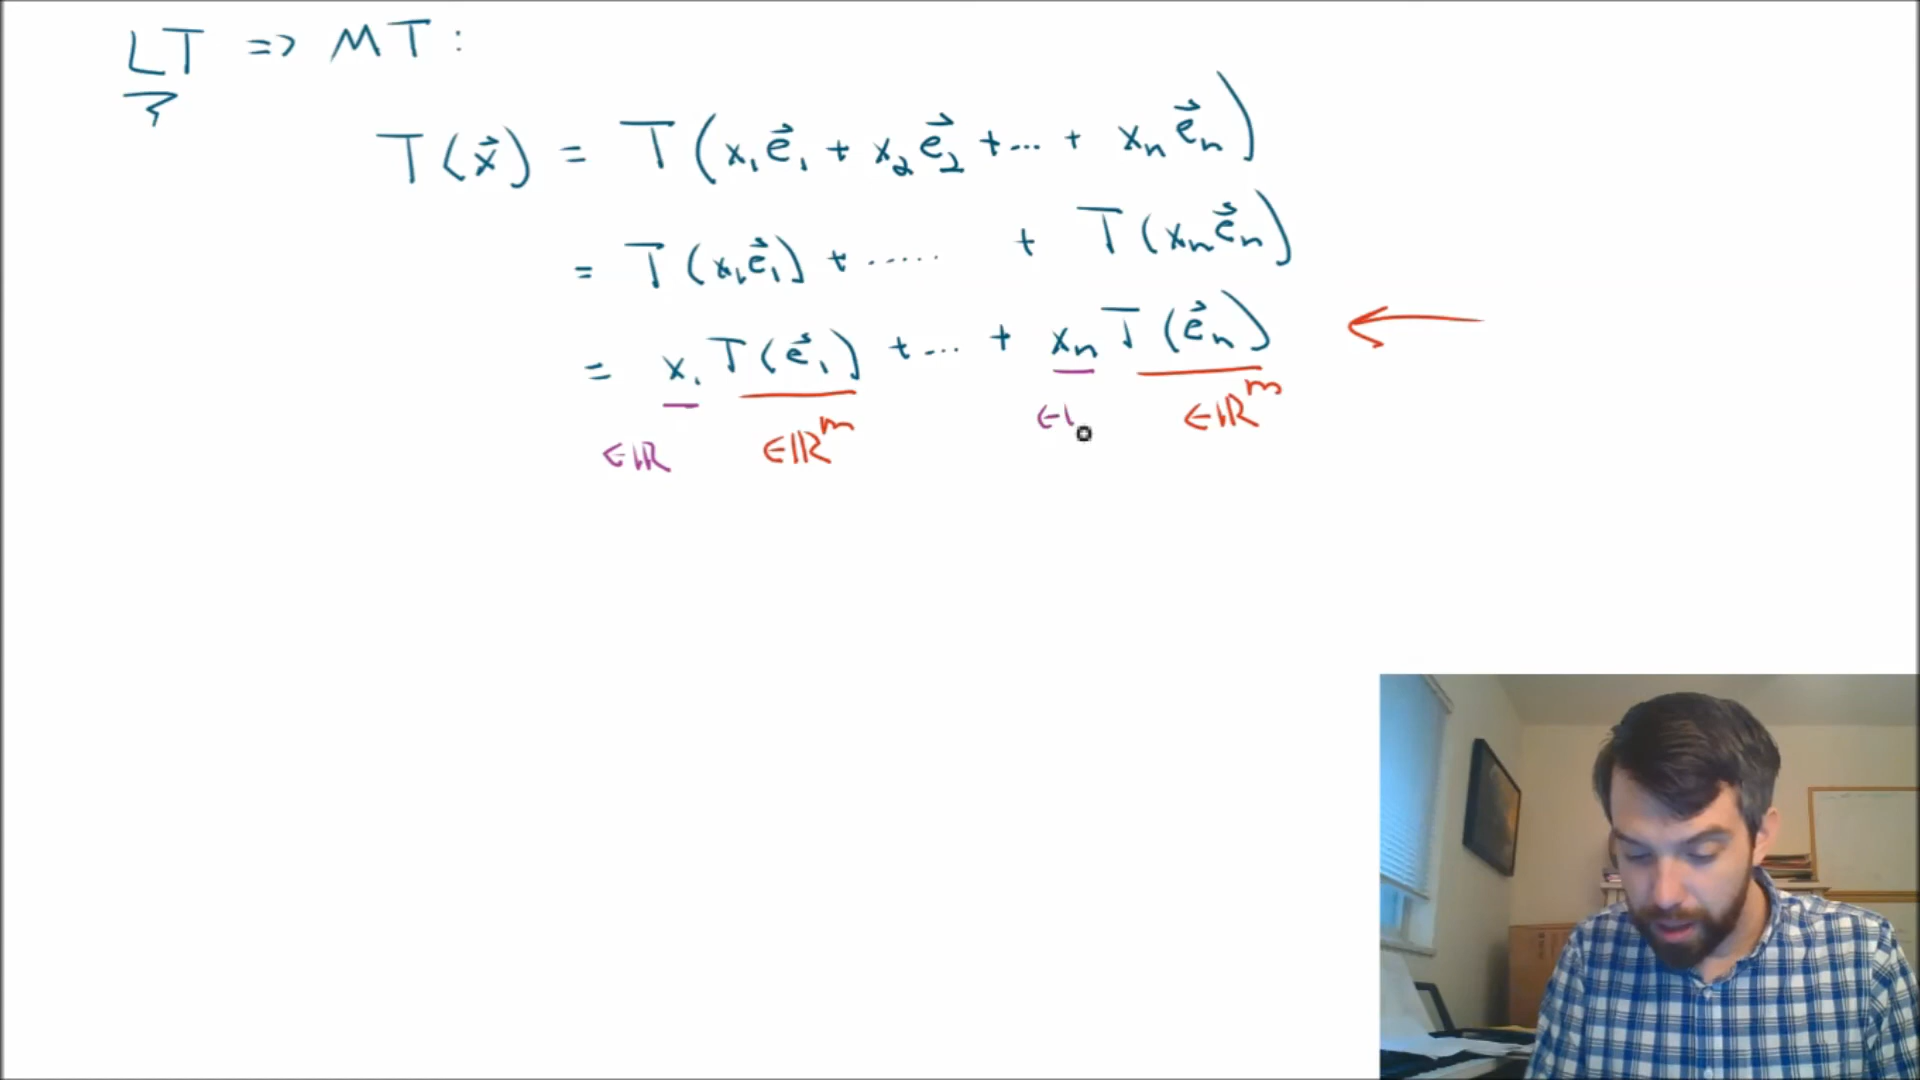 LT => MT :
T(x⃗) = T(x₁e⃗₁ + x₂e⃗₂ + ... + xₙe⃗ₙ)
= T(x₁e⃗₁) + ..... + T(xₙe⃗ₙ)
= x₁T(e⃗₁) + ... + xₙT(e⃗ₙ) ←
∈ℝ ∈ℝᵐ ∈ ∈ℝᵐ